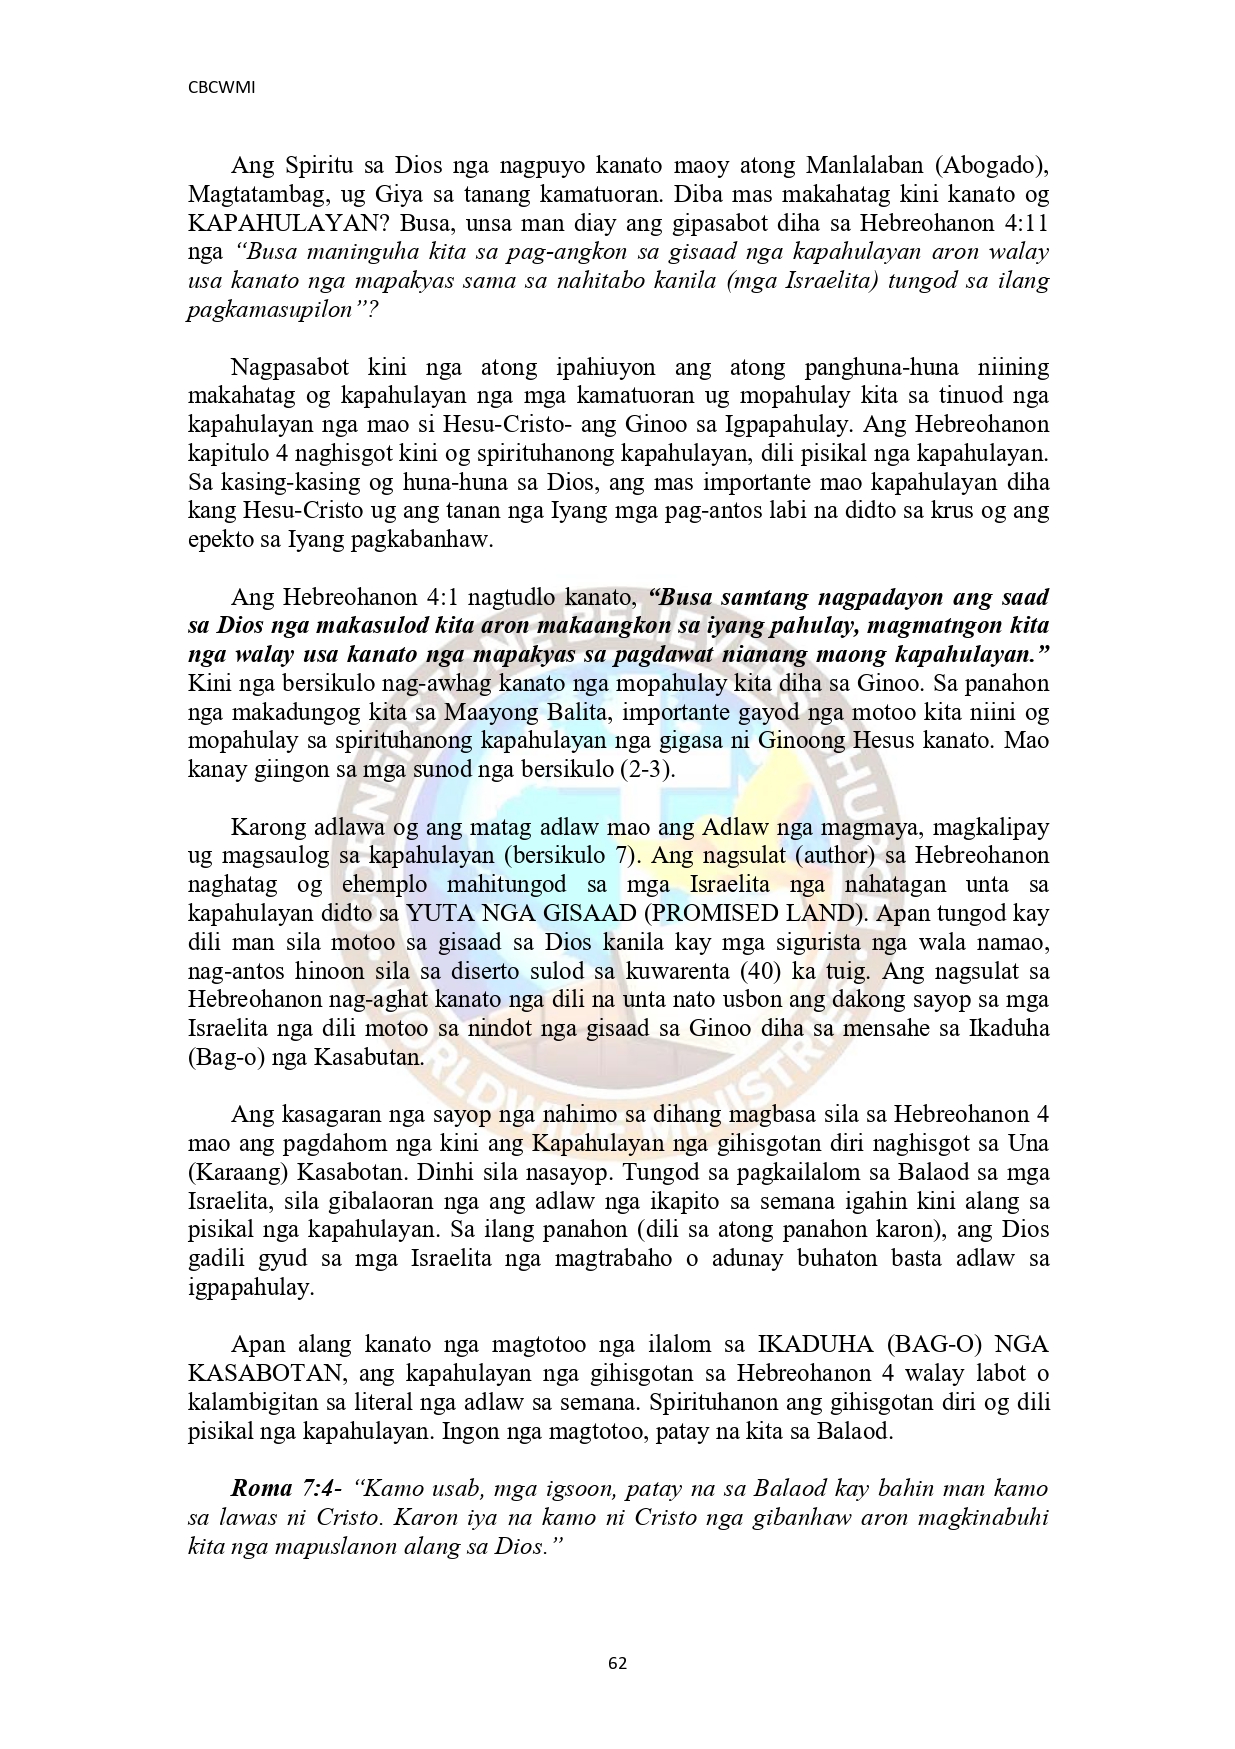 CBCWMI
Ang Spiritu sa Dios nga nagpuyo kanato maoy atong Manlalaban (Abogado),
Magtatambag, ug Giya sa tanang kamatuoran. Diba mas makahatag kini kanato og
KAPAHULAYAN? Busa, unsa man diay ang gipasabot diha sa Hebreohanon 4:11
nga “Busa maninguha kita sa pag-angkon sa gisaad nga kapahulayan aron walay
usa kanato nga mapakyas sama sa nahitabo kanila (mga Israelita) tungod sa ilang
pagkamasupilon”?
Nagpasabot kini nga atong ipahiuyon ang atong panghuna-huna niining
makahatag og kapahulayan nga mga kamatuoran ug mopahulay kita sa tinuod nga
kapahulayan nga mao si Hesu-Cristo- ang Ginoo sa Igpapahulay. Ang Hebreohanon
kapitulo 4 naghisgot kini og spirituhanong kapahulayan, dili pisikal nga kapahulayan.
Sa kasing-kasing og huna-huna sa Dios, ang mas importante mao kapahulayan diha
kang Hesu-Cristo ug ang tanan nga Iyang mga pag-antos labi na didto sa krus og ang
epekto sa Iyang pagkabanhaw.
Ang Hebreohanon 4:1 nagtudlo kanato, “Busa samtang nagpadayon ang saad
sa Dios nga makasulod kita aron makaangkon sa iyang pahulay, magmatngon kita
nga walay usa kanato nga mapakyas sa pagdawat nianang maong kapahulayan.”
Kini nga bersikulo nag-awhag kanato nga mopahulay kita diha sa Ginoo. Sa panahon
nga makadungog kita sa Maayong Balita, importante gayod nga motoo kita niini og
mopahulay sa spirituhanong kapahulayan nga gigasa ni Ginoong Hesus kanato. Mao
kanay giingon sa mga sunod nga bersikulo (2-3).
Karong adlawa og ang matag adlaw mao ang Adlaw nga magmaya, magkalipay
ug magsaulog sa kapahulayan (bersikulo 7). Ang nagsulat (author) sa Hebreohanon
naghatag og ehemplo mahitungod sa mga Israelita nga nahatagan unta sa
kapahulayan didto sa YUTA NGA GISAAD (PROMISED LAND). Apan tungod kay
dili man sila motoo sa gisaad sa Dios kanila kay mga sigurista nga wala namao,
nag-antos hinoon sila sa diserto sulod sa kuwarenta (40) ka tuig. Ang nagsulat sa
Hebreohanon nag-aghat kanato nga dili na unta nato usbon ang dakong sayop sa mga
Israelita nga dili motoo sa nindot nga gisaad sa Ginoo diha sa mensahe sa Ikaduha
(Bag-o) nga Kasabutan.
Ang kasagaran nga sayop nga nahimo sa dihang magbasa sila sa Hebreohanon 4
mao ang pagdahom nga kini ang Kapahulayan nga gihisgotan diri naghisgot sa Una
(Karaang) Kasabotan. Dinhi sila nasayop. Tungod sa pagkailalom sa Balaod sa mga
Israelita, sila gibalaoran nga ang adlaw nga ikapito sa semana igahin kini alang sa
pisikal nga kapahulayan. Sa ilang panahon (dili sa atong panahon karon), ang Dios
gadili gyud sa mga Israelita nga magtrabaho o adunay buhaton basta adlaw sa
igpapahulay.
Apan alang kanato nga magtotoo nga ilalom sa IKADUHA (BAG-O) NGA
KASABOTAN, ang kapahulayan nga gihisgotan sa Hebreohanon 4 walay labot o
kalambigitan sa literal nga adlaw sa semana. Spirituhanon ang gihisgotan diri og dili
pisikal nga kapahulayan. Ingon nga magtotoo, patay na kita sa Balaod.
Roma 7:4- “Kamo usab, mga igsoon, patay na sa Balaod kay bahin man kamo
sa lawas ni Cristo. Karon iya na kamo ni Cristo nga gibanhaw aron magkinabuhi
kita nga mapuslanon alang sa Dios.”
CORNERSTONE BELIEVERS CHURCH
WORLDWIDE MINISTRIES
62